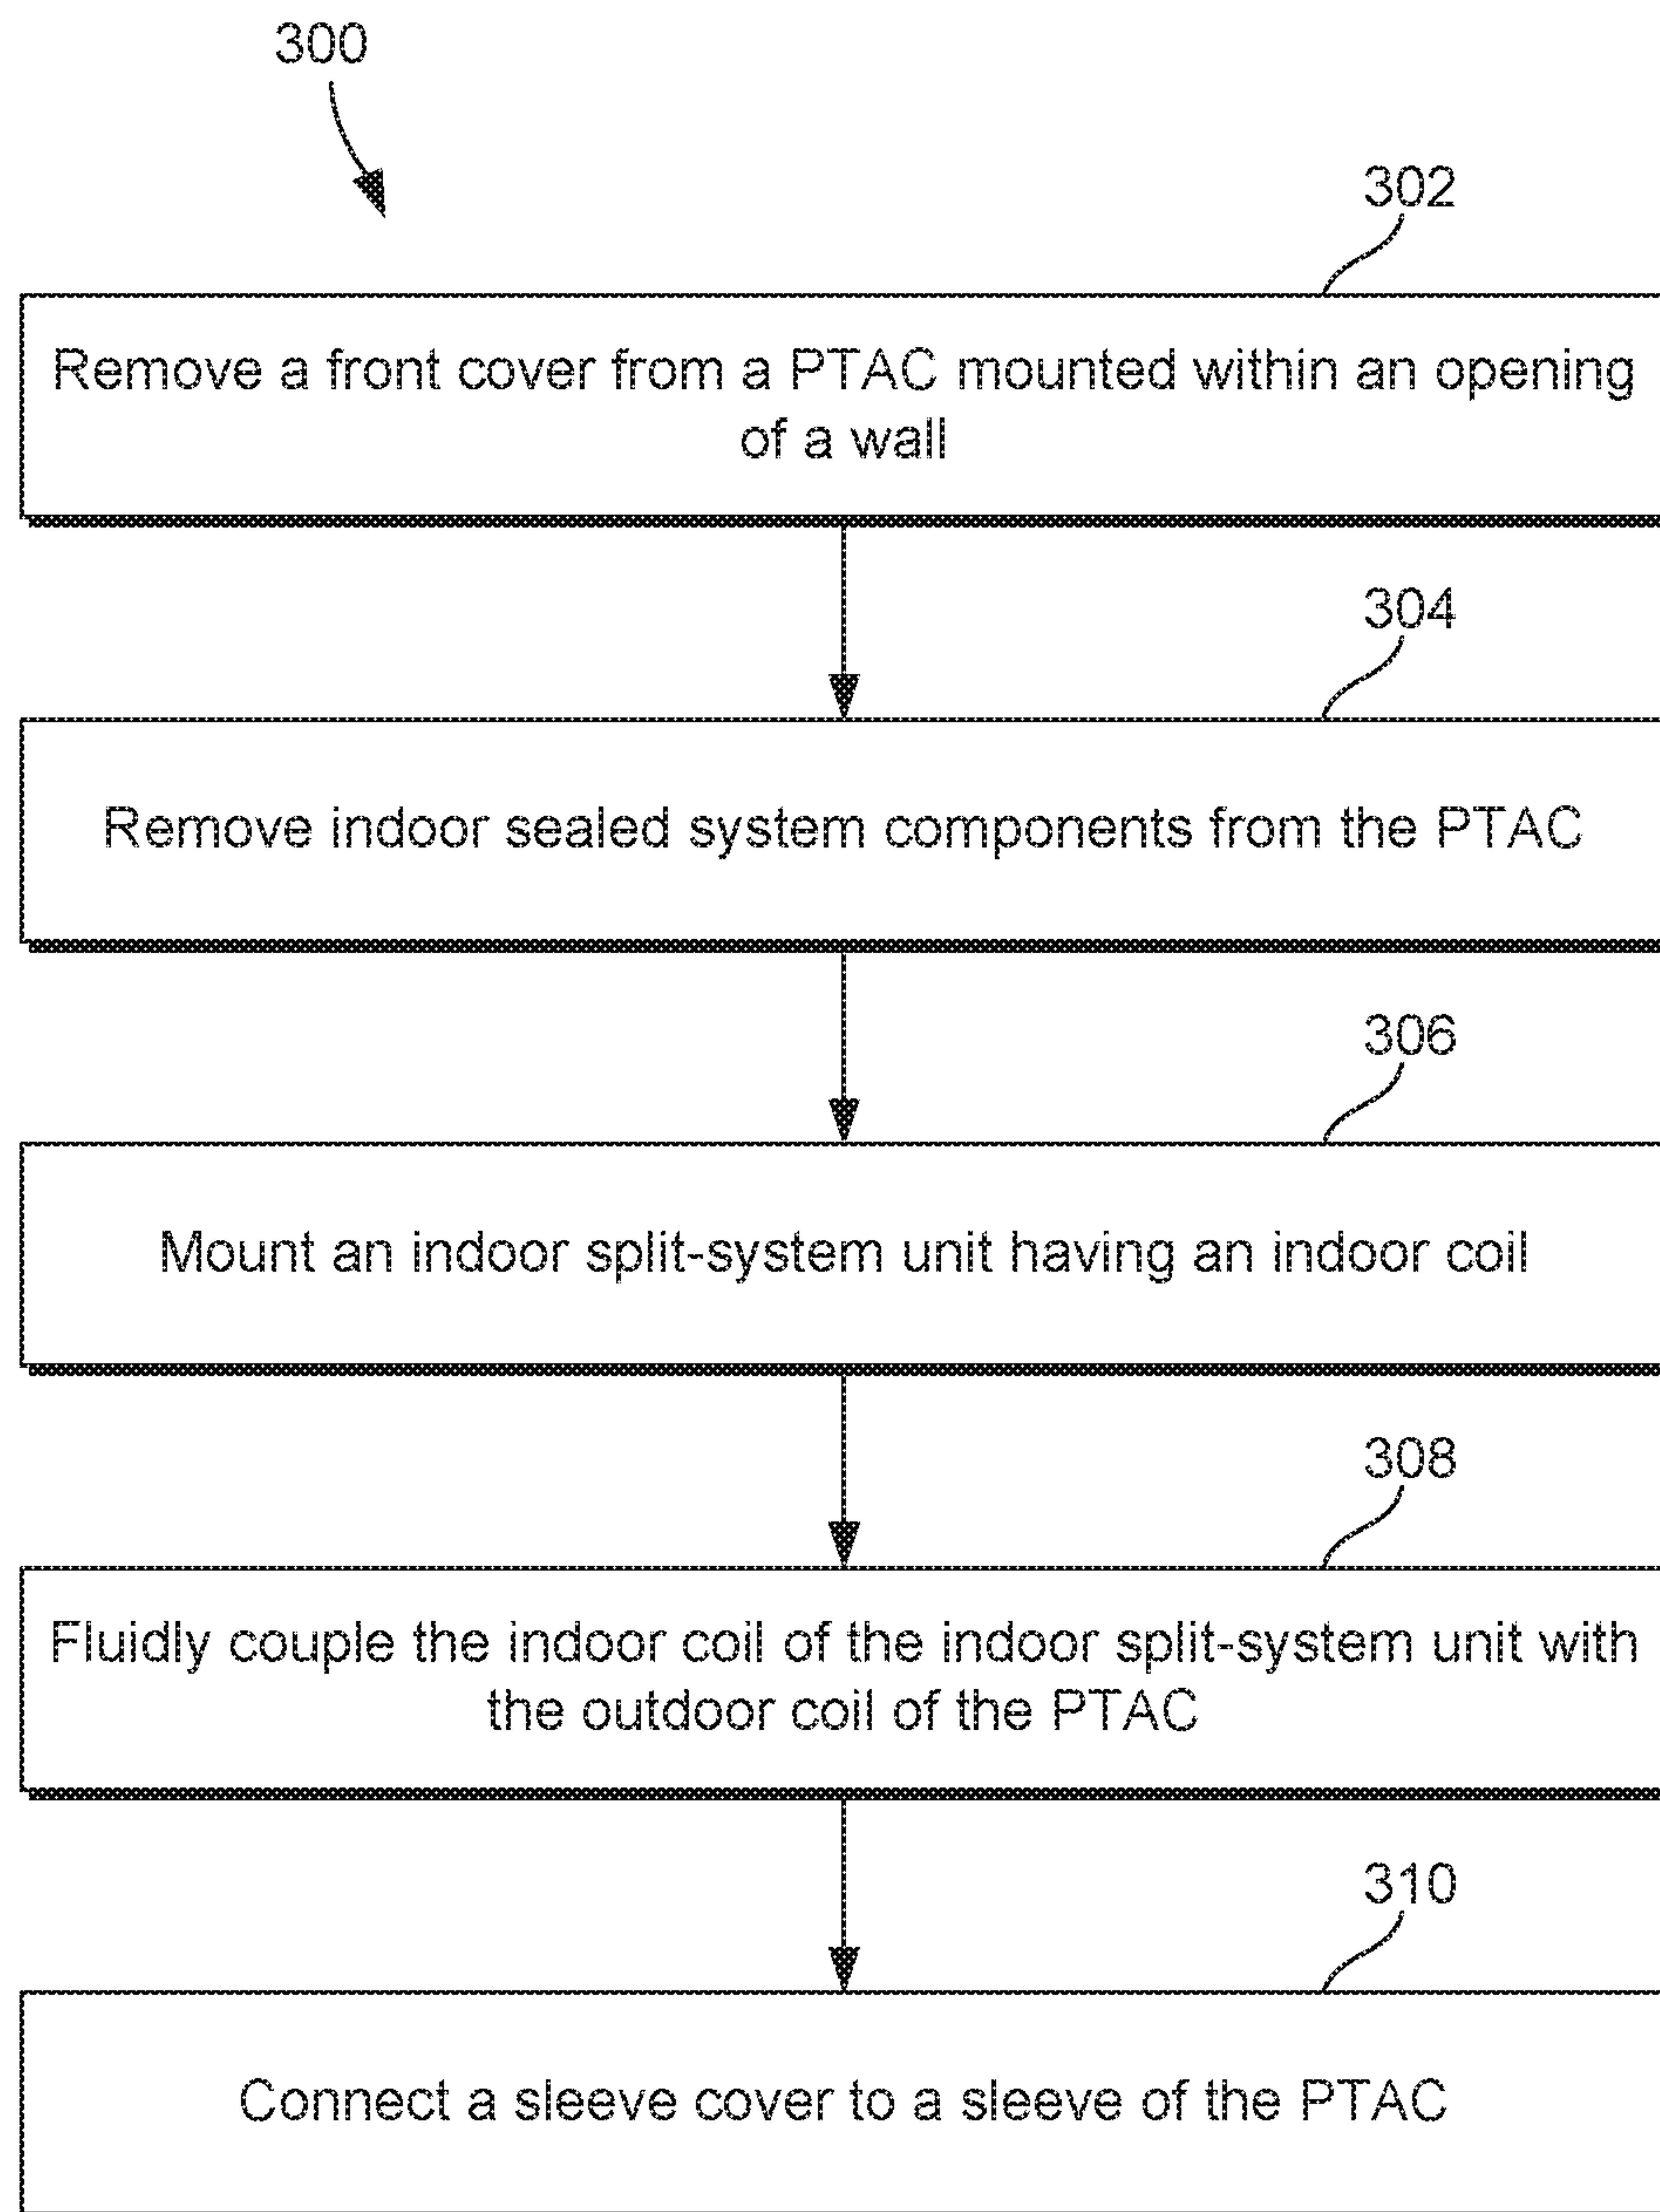 300
302
Remove a front cover from a PTAC mounted within an opening
of a wall
304
Remove indoor sealed system components from the PTAC
306
Mount an indoor split-system unit having an indoor coil
308
Fluidly couple the indoor coil of the indoor split-system unit with
the outdoor coil of the PTAC
310
Connect a sleeve cover to a sleeve of the PTAC